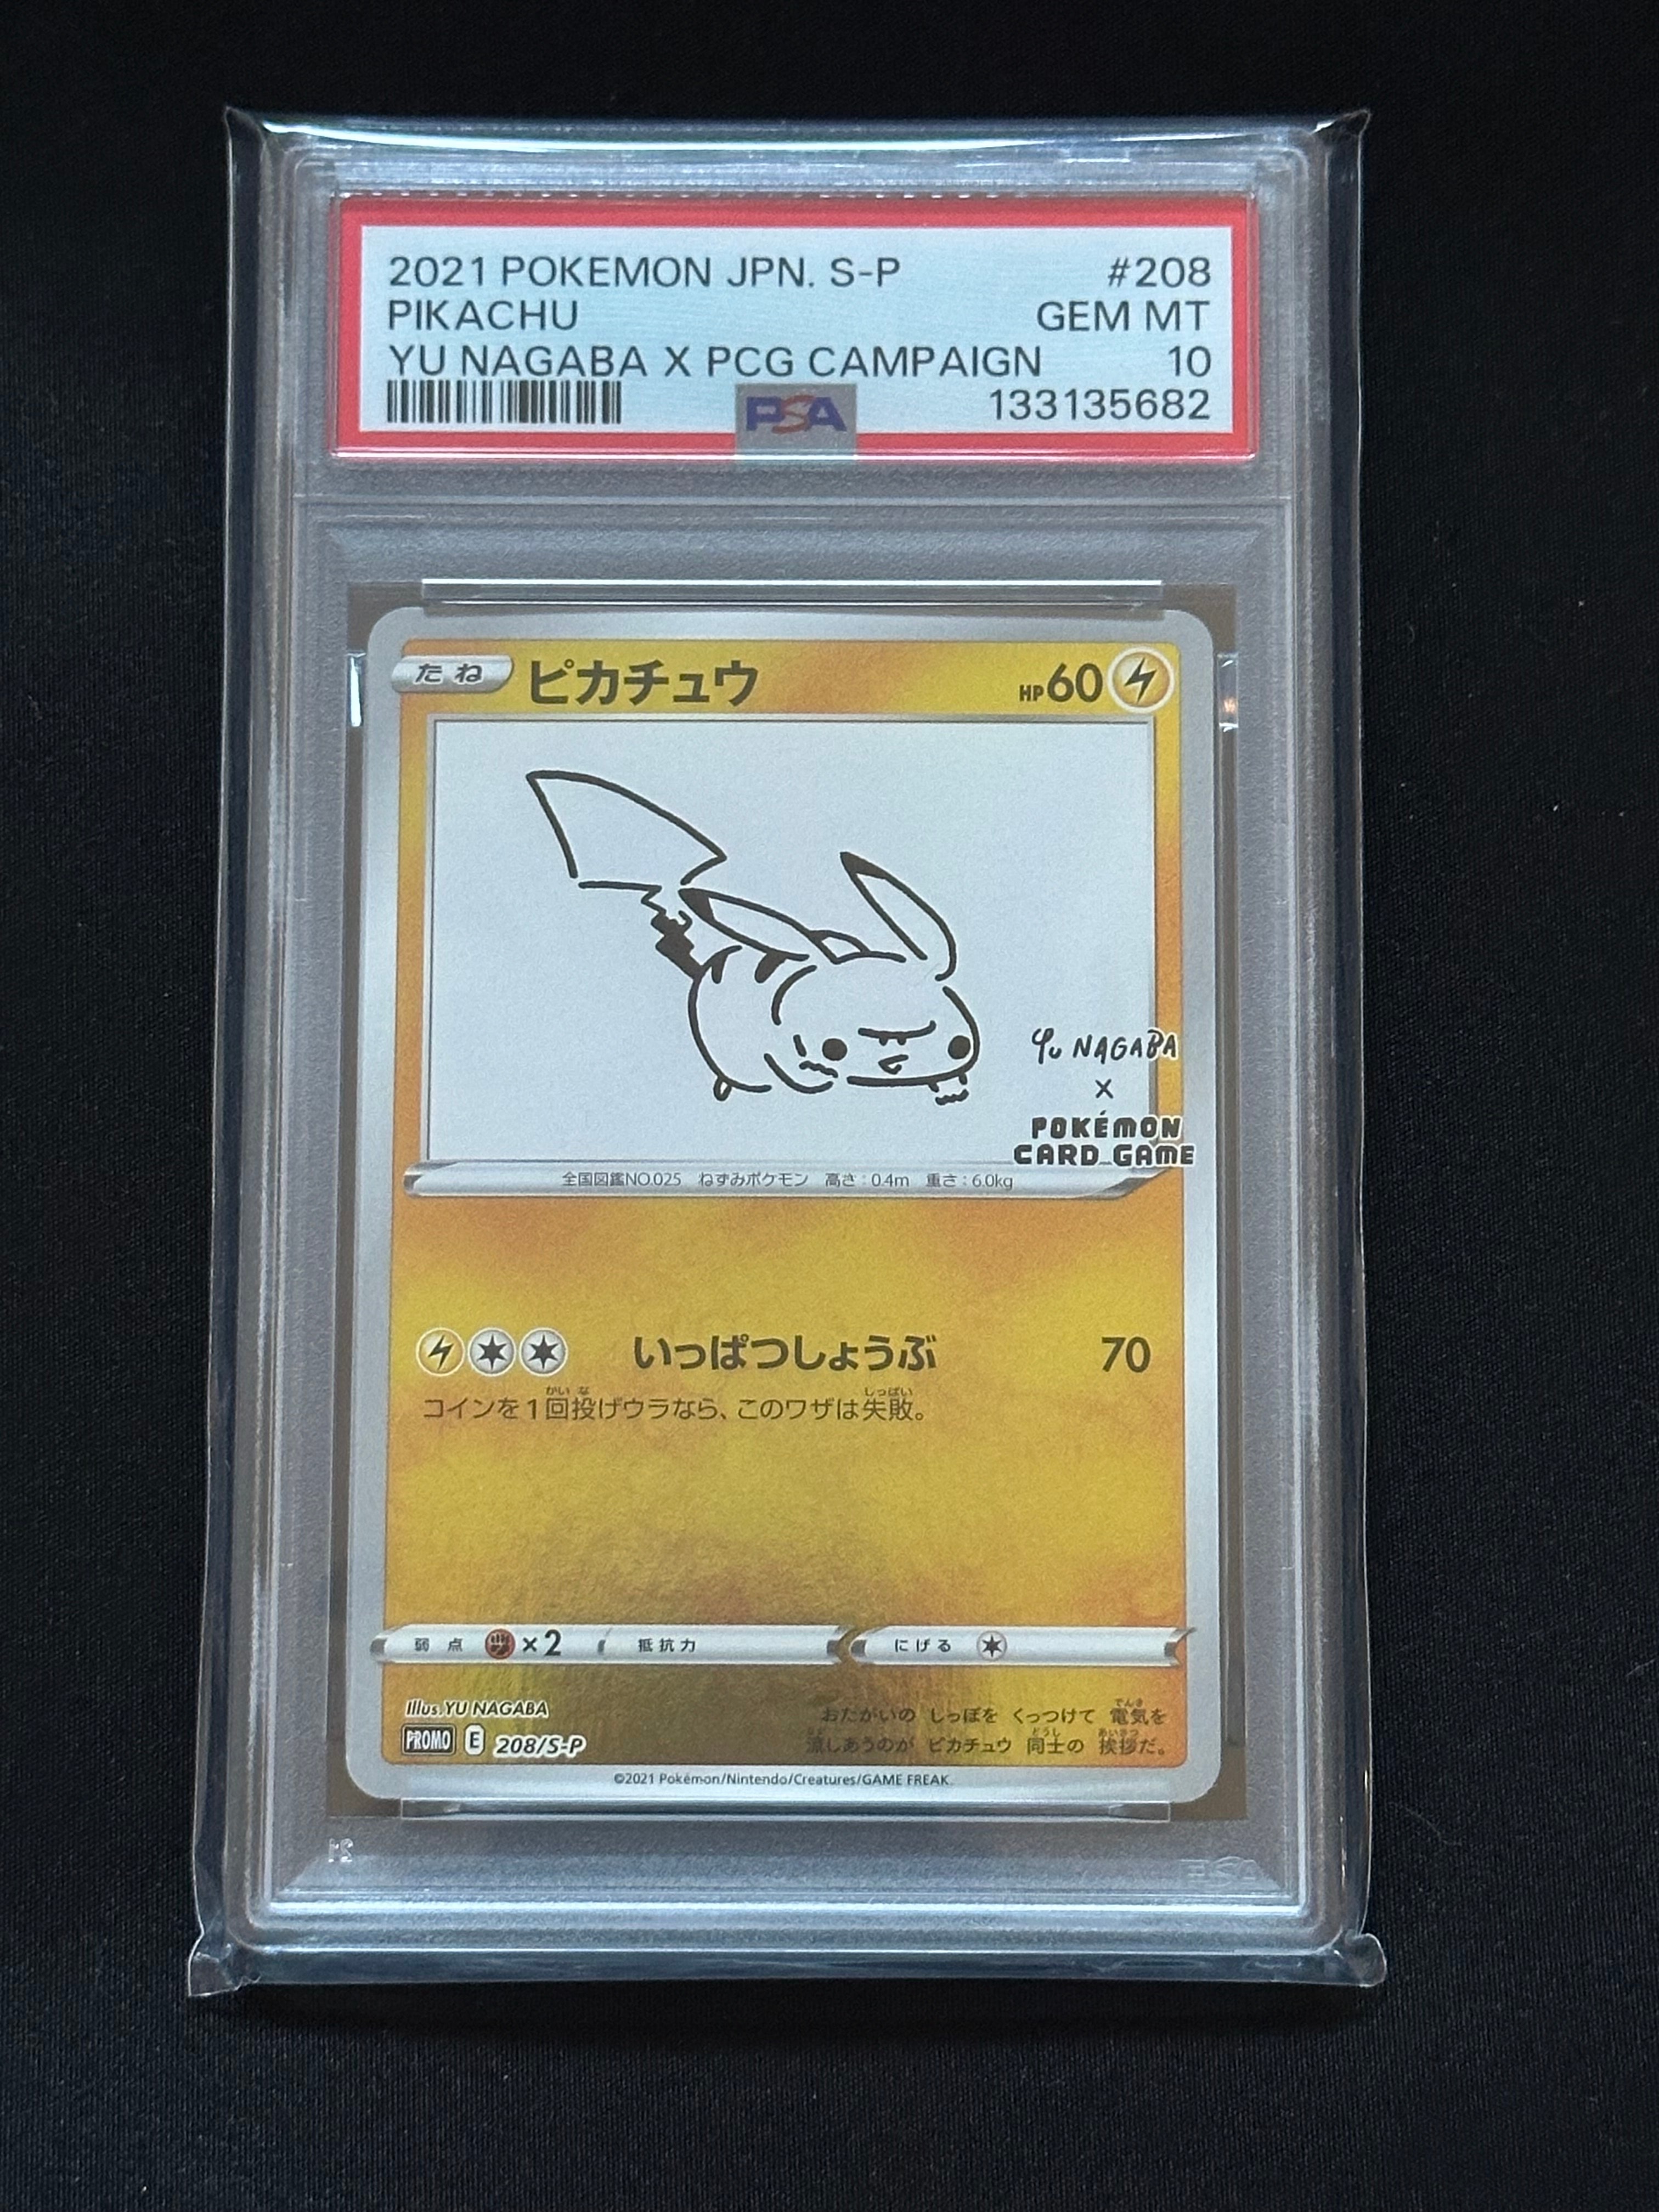 2021 POKEMON JPN. S-P #208
PIKACHU GEM MT
YU NAGABA X PCG CAMPAIGN 10
PSA 133135682
たね ピカチュウ HP60
YU NAGABA
×
POKÉMON
CARD GAME
全国図鑑NO.025 ねずみポケモン 高さ:0.4m 重さ:6.0kg
いっぱつしょうぶ 70
コインを1回投げウラなら、このワザは失敗。
弱点 ×2 抵抗力 にげる
Illus.YU NAGABA
PROMO E 208/S-P
おたがいの しっぽを くっつけて 電気を
流しあうのが ピカチュウ 同士の 挨拶だ。
©2021 Pokémon/Nintendo/Creatures/GAME FREAK.
PSA